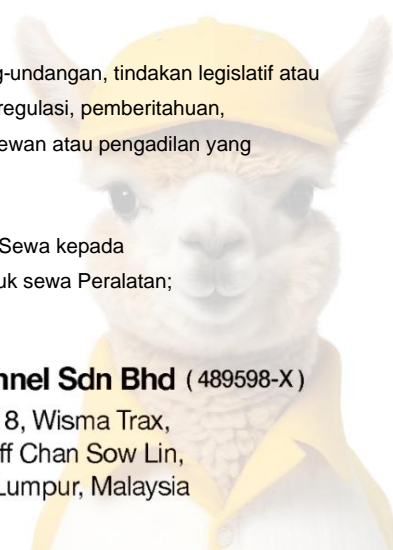 g-undangan, tindakan legislatif atau
regulasi, pemberitahuan,
ewan atau pengadilan yang
Sewa kepada
uk sewa Peralatan;
nnel Sdn Bhd (489598-X)
8, Wisma Trax,
ff Chan Sow Lin,
Lumpur, Malaysia